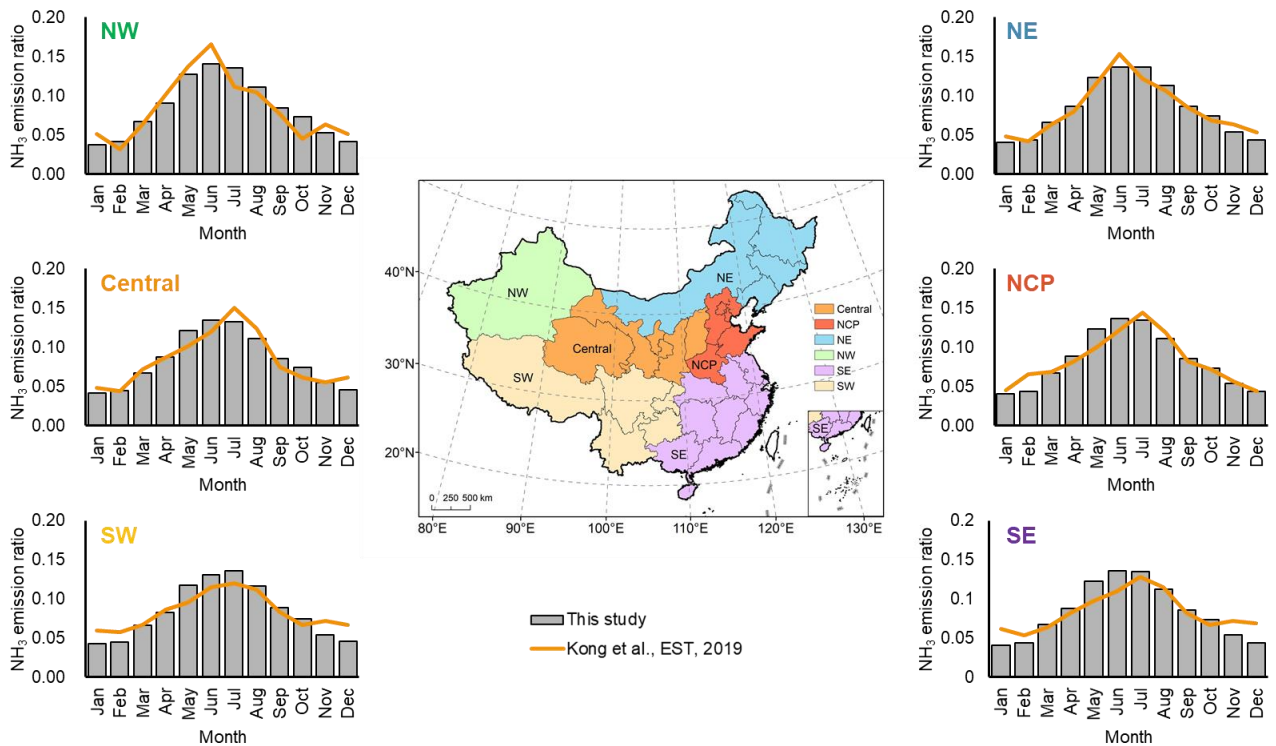 NW
NH3 emission ratio
0.20
0.15
0.10
0.05
0.00
Jan Feb Mar Apr May Jun Jul Aug Sep Oct Nov Dec
Month
NE
NH3 emission ratio
0.20
0.15
0.10
0.05
0.00
Jan Feb Mar Apr May Jun Jul Aug Sep Oct Nov Dec
Month
Central
NH3 emission ratio
0.20
0.15
0.10
0.05
0.00
Jan Feb Mar Apr May Jun Jul Aug Sep Oct Nov Dec
Month
40°N
30°N
20°N
NW
NE
Central
NCP
SW
SE
Central
NCP
NE
NW
SE
SW
SE
0 250 500 km
80°E 90°E 100°E 110°E 120°E 130°E
NCP
NH3 emission ratio
0.20
0.15
0.10
0.05
0.00
Jan Feb Mar Apr May Jun Jul Aug Sep Oct Nov Dec
Month
SW
NH3 emission ratio
0.20
0.15
0.10
0.05
0.00
Jan Feb Mar Apr May Jun Jul Aug Sep Oct Nov Dec
Month
This study
Kong et al., EST, 2019
SE
NH3 emission ratio
0.2
0.15
0.1
0.05
0
Jan Feb Mar Apr May Jun Jul Aug Sep Oct Nov Dec
Month